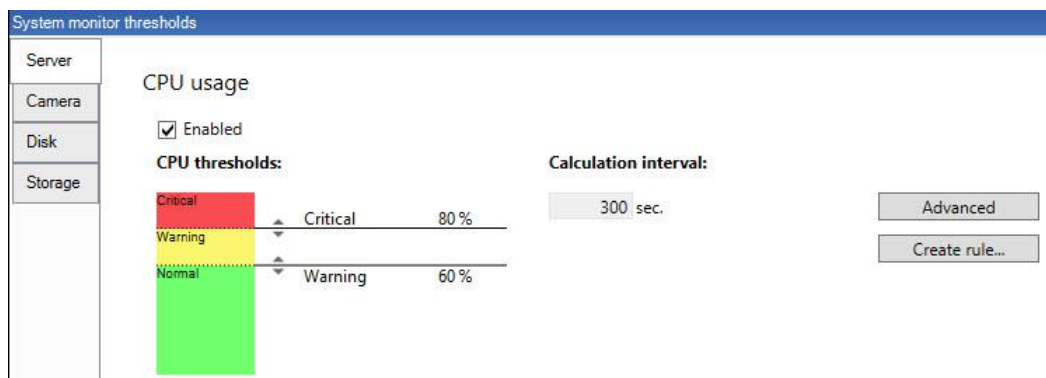 System monitor thresholds
Server
Camera
Disk
Storage
CPU usage
Enabled
CPU thresholds:
Critical
Warning
Normal
Critical 80 %
Warning 60 %
Calculation interval:
300 sec.
Advanced
Create rule...